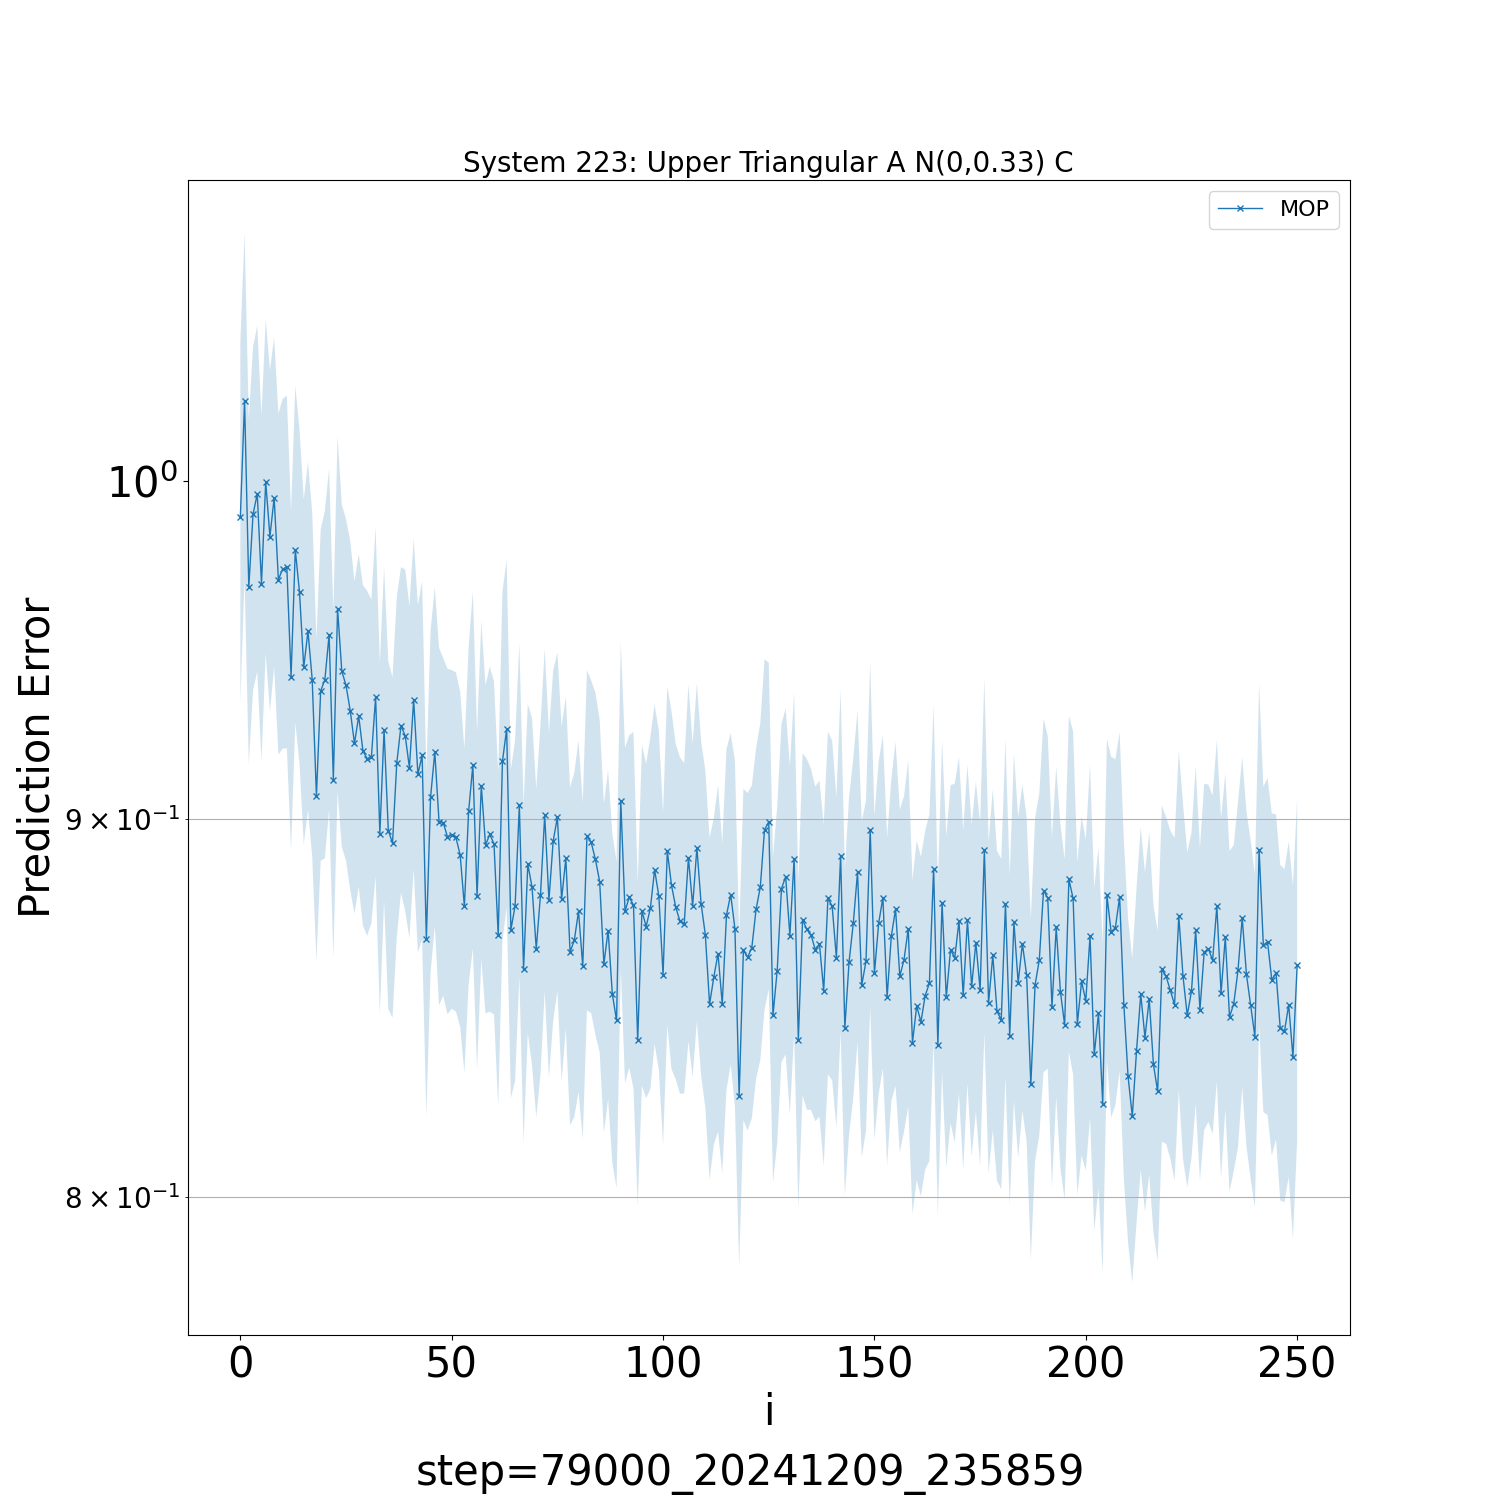 System 223: Upper Triangular A N(0,0.33) C
MOP
10⁰
9 × 10⁻¹
8 × 10⁻¹
Prediction Error
0 50 100 150 200 250
i
step=79000_20241209_235859